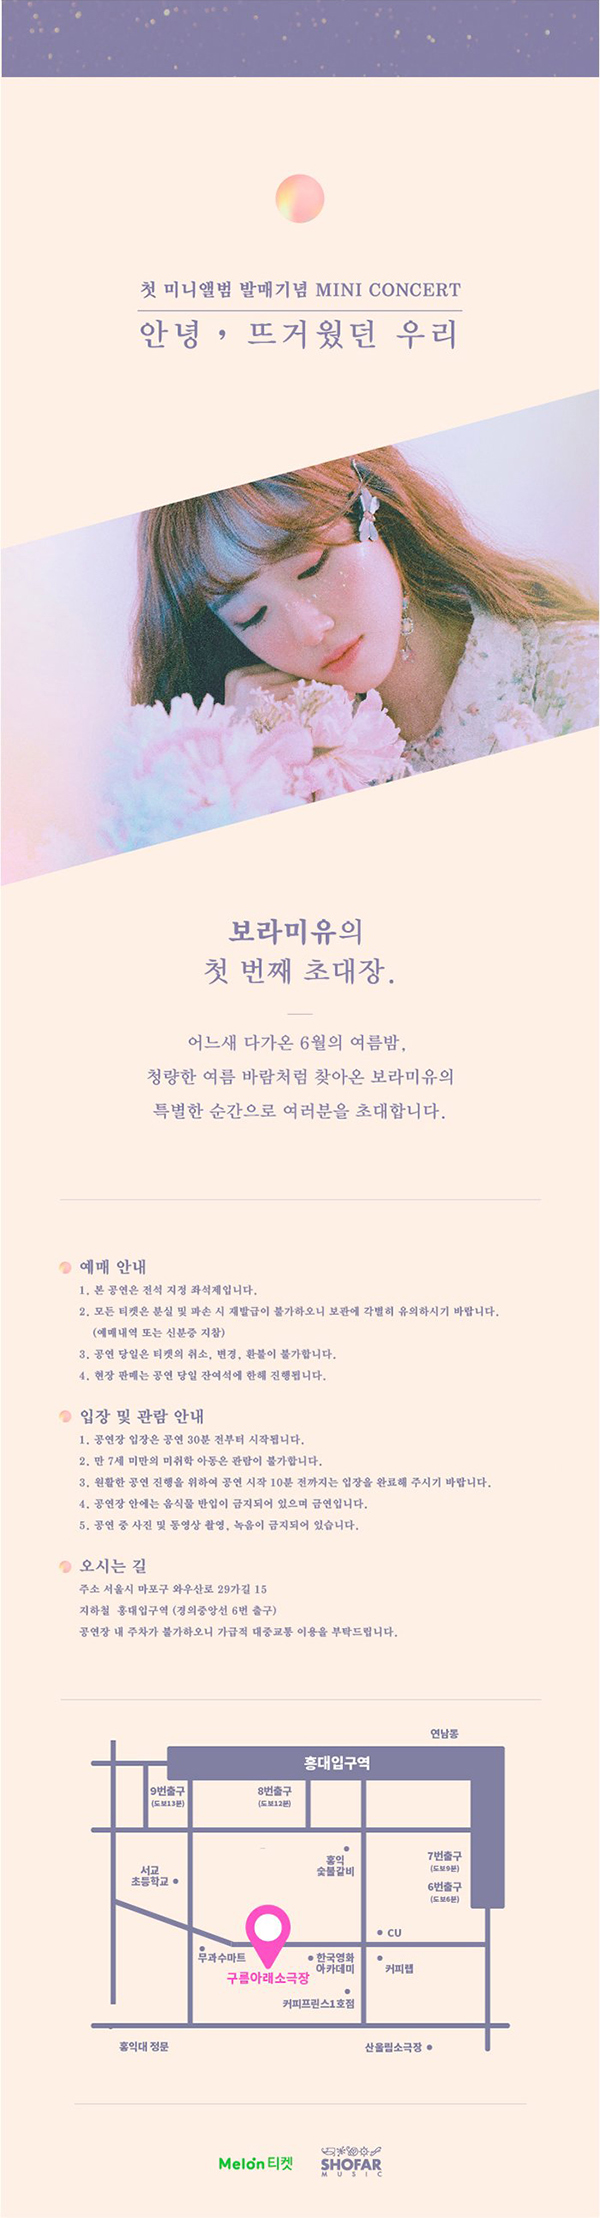 첫 미니앨범 발매기념 MINI CONCERT
안녕, 뜨거웠던 우리
보라미유의
첫 번째 초대장.
어느새 다가온 6월의 여름밤,
청량한 여름 바람처럼 찾아온 보라미유의
특별한 순간으로 여러분을 초대합니다.
예매 안내
1. 본 공연은 전석 지정 좌석제입니다.
2. 모든 티켓은 분실 및 파손 시 재발급이 불가하오니 보관에 각별히 유의하시기 바랍니다.
(예매내역 또는 신분증 지참)
3. 공연 당일은 티켓의 취소, 변경, 환불이 불가합니다.
4. 현장 판매는 공연 당일 잔여석에 한해 진행됩니다.
입장 및 관람 안내
1. 공연장 입장은 공연 30분 전부터 시작됩니다.
2. 만 7세 미만의 미취학 아동은 관람이 불가합니다.
3. 원활한 공연 진행을 위하여 공연 시작 10분 전까지는 입장을 완료해 주시기 바랍니다.
4. 공연장 안에는 음식물 반입이 금지되어 있으며 금연입니다.
5. 공연 중 사진 및 동영상 촬영, 녹음이 금지되어 있습니다.
오시는 길
주소 서울시 마포구 와우산로 29가길 15
지하철 홍대입구역 (경의중앙선 6번 출구)
공연장 내 주차가 불가하오니 가급적 대중교통 이용을 부탁드립니다.
연남동
홍대입구역
9번출구
(도보13분)
8번출구
(도보12분)
7번출구
(도보9분)
6번출구
(도보6분)
홍익
숯불갈비
서교
초등학교
CU
무과수마트
한국영화
아카데미
커피랩
구름아래소극장
커피프린스1호점
홍익대 정문
산울림소극장
Melon 티켓
SHOFAR
MUSIC